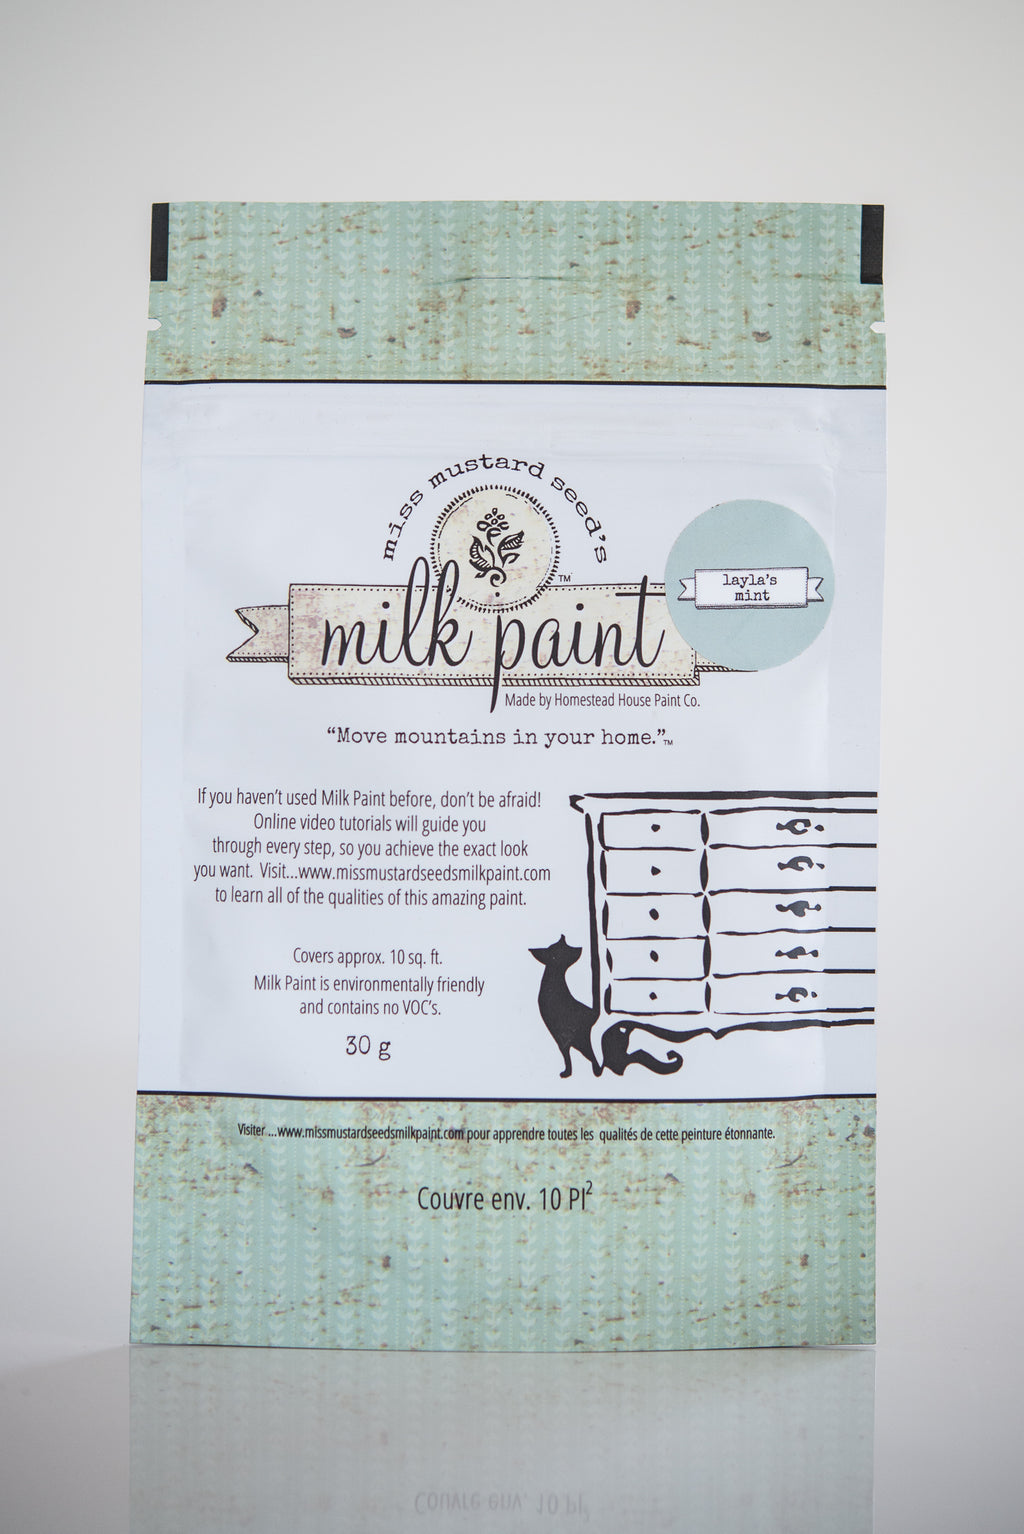 miss mustard seed's
milk paint
TM
layla's
mint
Made by Homestead House Paint Co.
“Move mountains in your home.”TM
If you haven't used Milk Paint before, don't be afraid!
Online video tutorials will guide you
through every step, so you achieve the exact look
you want. Visit...www.missmustardseedsmilkpaint.com
to learn all of the qualities of this amazing paint.
Covers approx. 10 sq. ft.
Milk Paint is environmentally friendly
and contains no VOC's.
30 g
Visiter ...www.missmustardseedsmilkpaint.com pour apprendre toutes les qualités de cette peinture étonnante.
Couvre env. 10 PI²